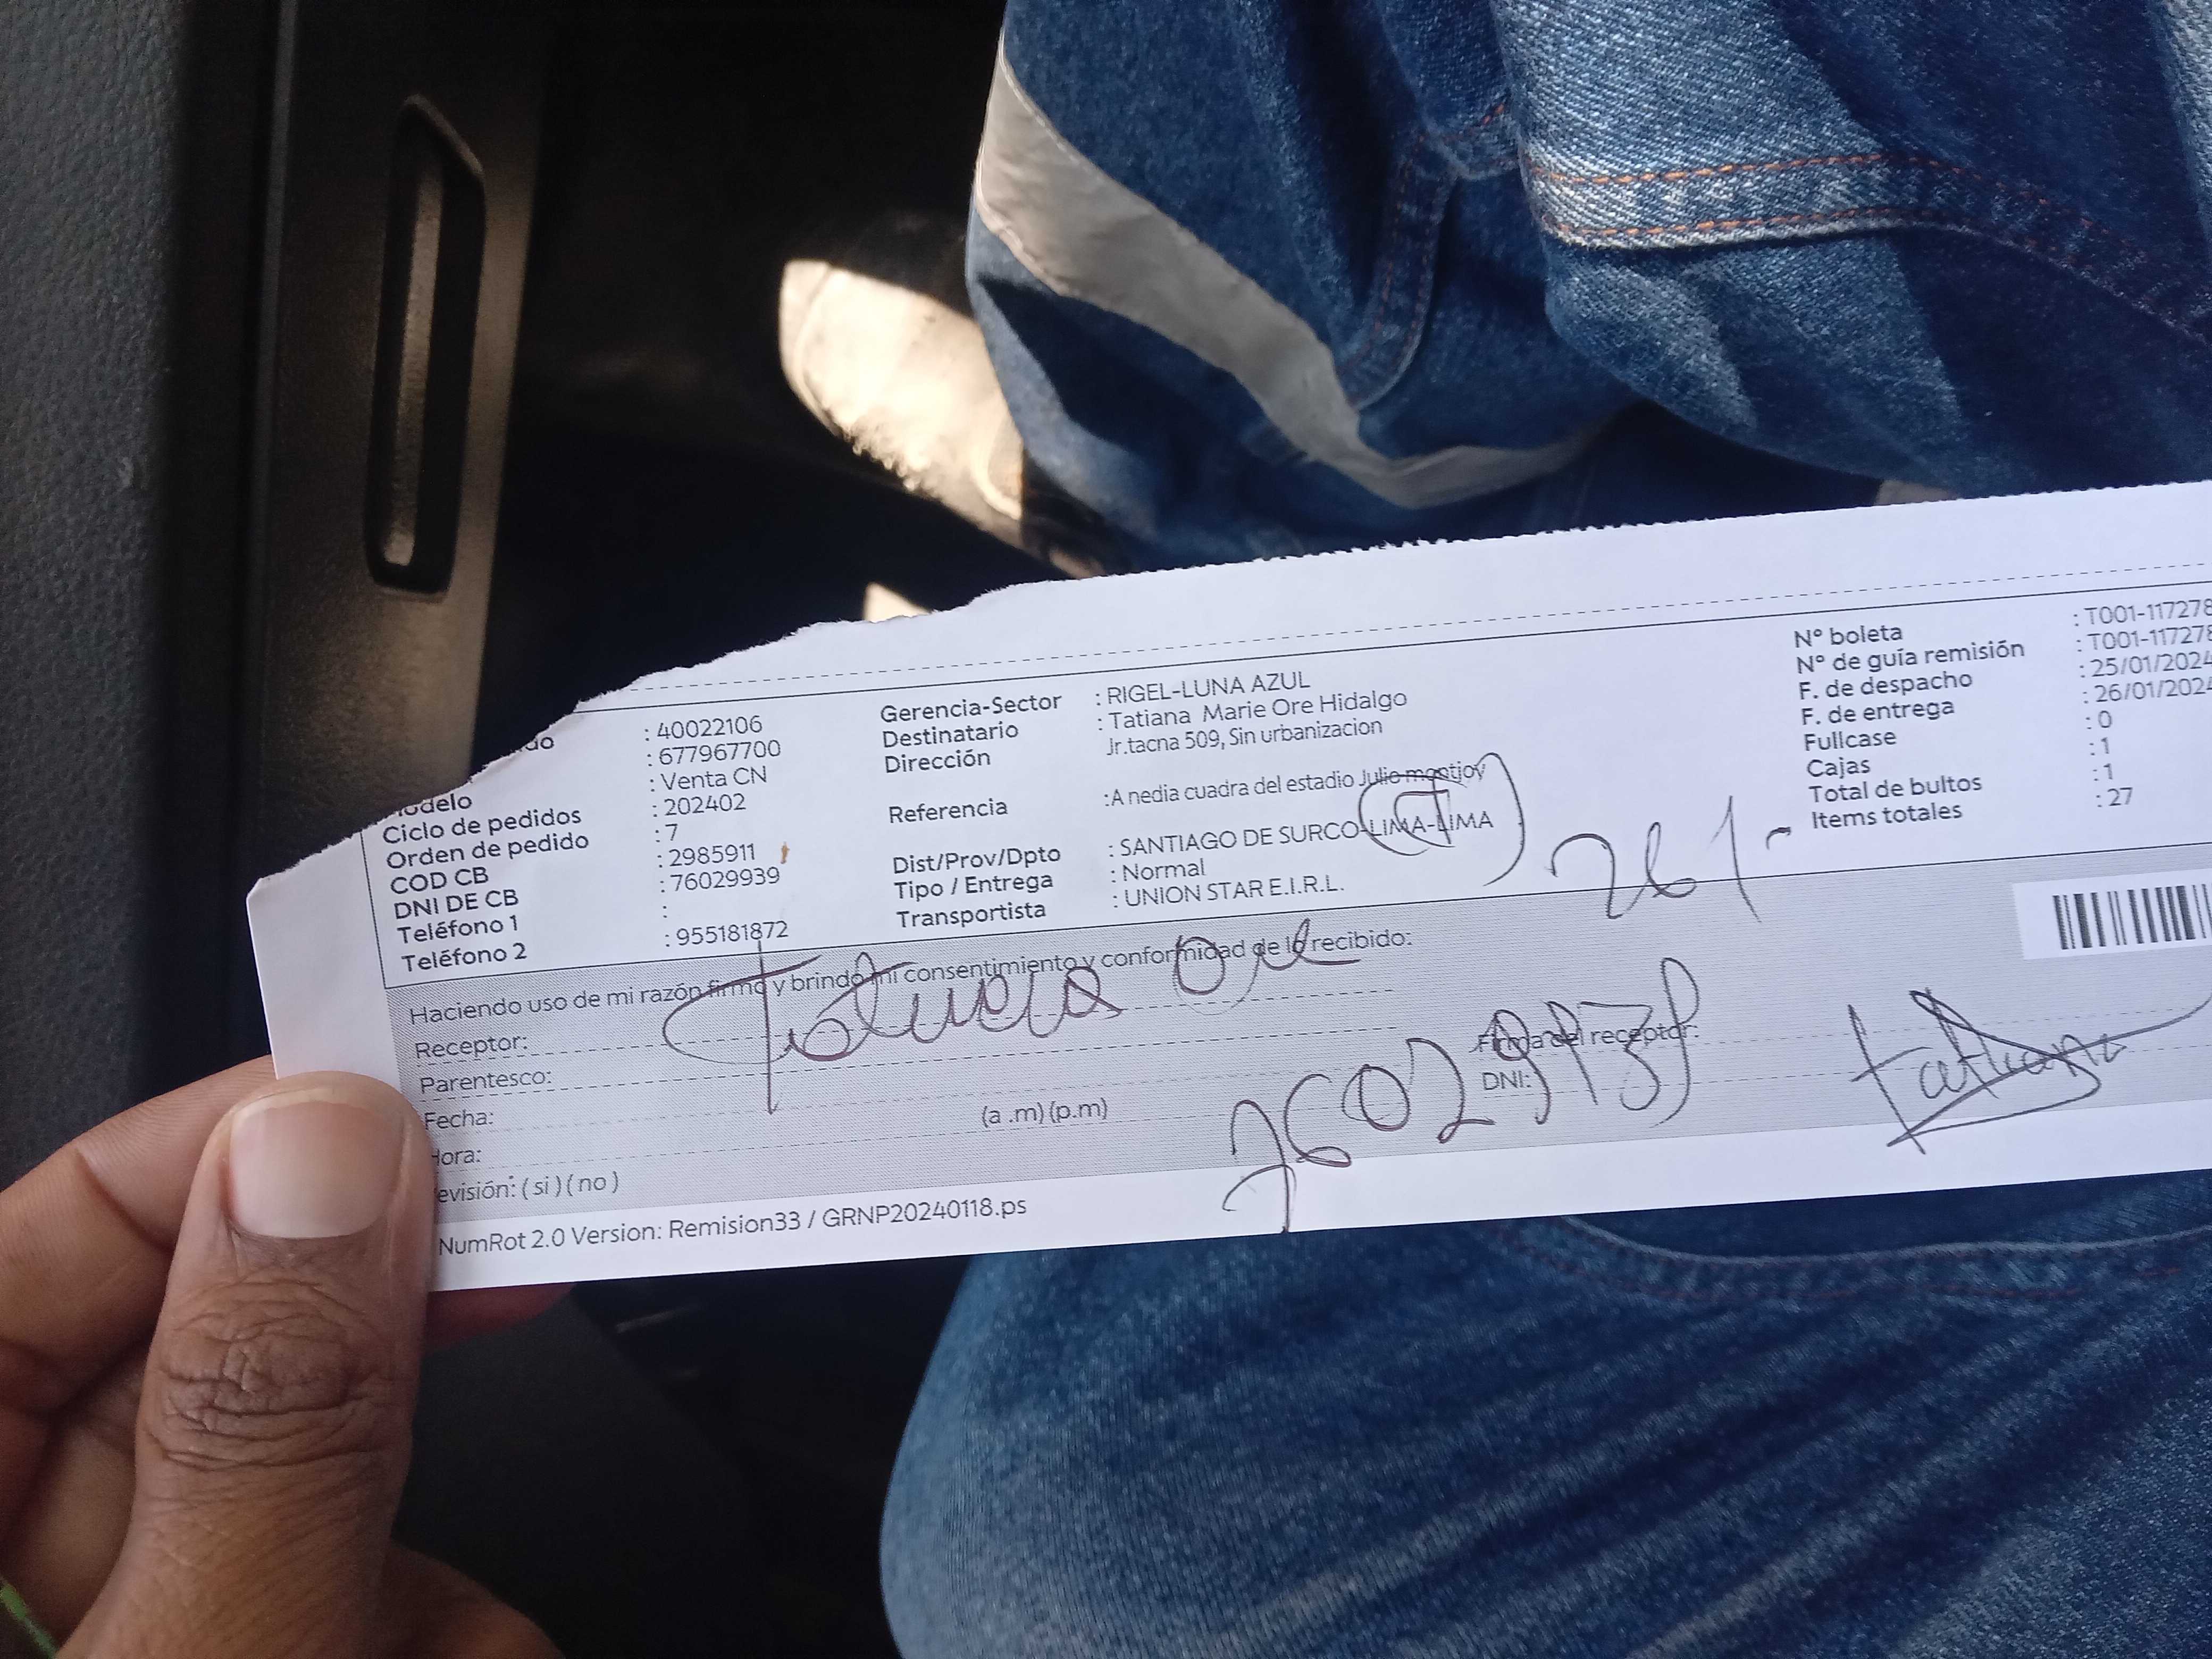 : 40022106
: 677967700
: Venta CN
Ciclo de pedidos : 202402
Orden de pedido : 7
COD CB : 2985911
DNI DE CB : 76029939
Teléfono 1 :
Teléfono 2 : 955181872
Gerencia-Sector : RIGEL-LUNA AZUL
Destinatario : Tatiana Marie Ore Hidalgo
Dirección Jr.tacna 509, Sin urbanizacion
Referencia :A nedia cuadra del estadio Julio montjoy
Dist/Prov/Dpto : SANTIAGO DE SURCO-LIMA-LIMA
Tipo / Entrega : Normal
Transportista : UNION STAR E.I.R.L.
N° boleta : T001-117278
N° de guía remisión : T001-117278
F. de despacho : 25/01/2024
F. de entrega : 26/01/2024
Fullcase : 0
Cajas : 1
Total de bultos : 1
Items totales : 27
261-
Haciendo uso de mi razón firmo y brindo mi consentimiento y conformidad de lo recibido:
Receptor: Tatiana Ore
Parentesco:
Fecha:
(a .m) (p.m)
Firma del receptor:
DNI: 76029939
Tatiana
( si ) ( no )
NumRot 2.0 Version: Remision33 / GRNP20240118.ps